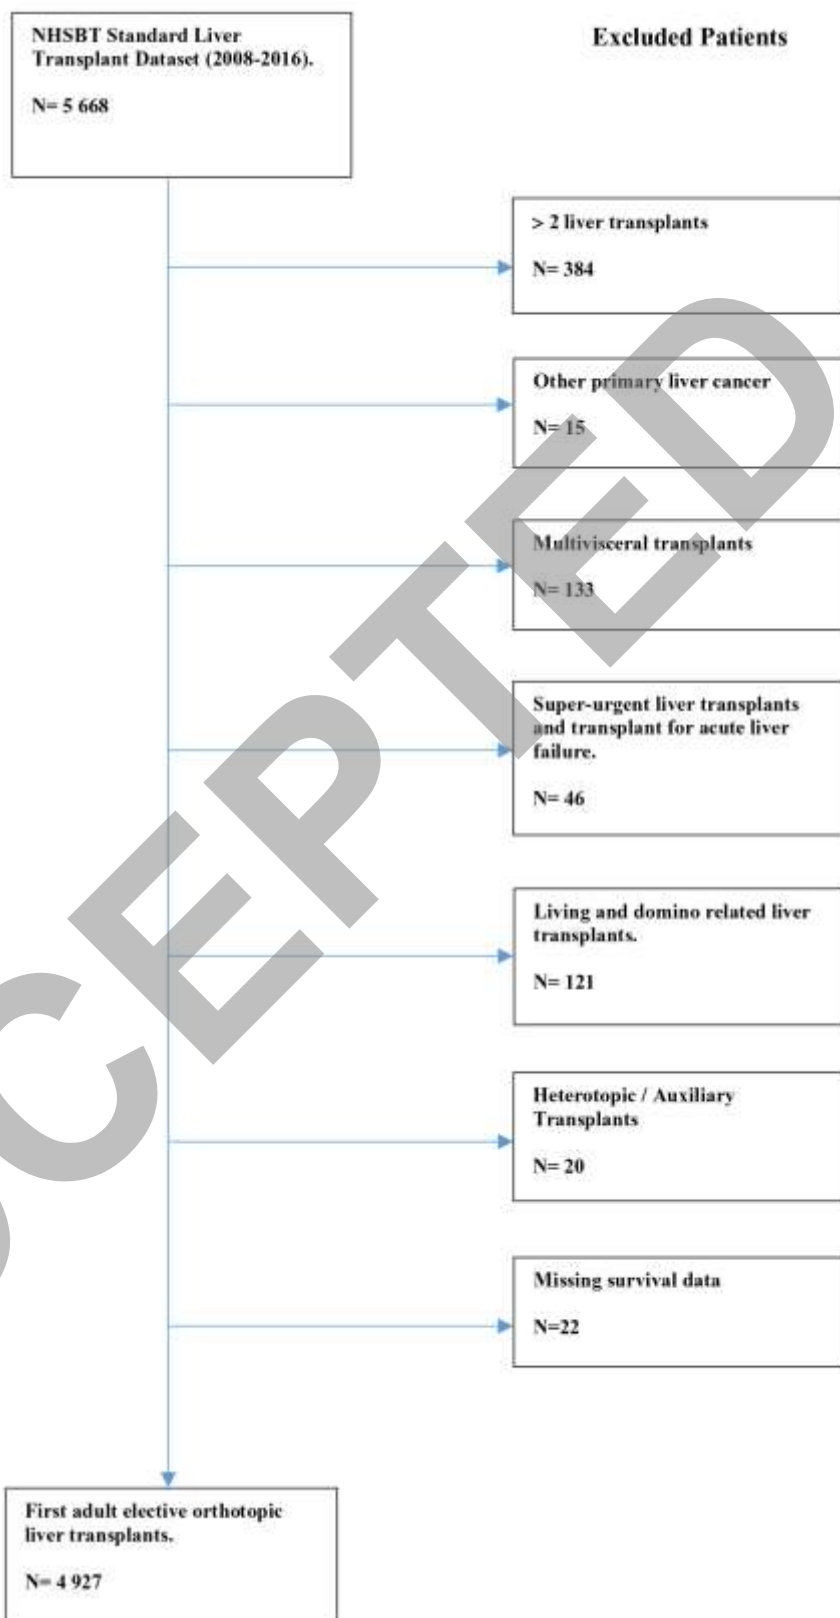 NHSBT Standard Liver
Transplant Dataset (2008-2016).
N= 5 668
Excluded Patients
> 2 liver transplants
N= 384
Other primary liver cancer
N= 15
Multivisceral transplants
N= 133
Super-urgent liver transplants
and transplant for acute liver
failure.
N= 46
Living and domino related liver
transplants.
N= 121
Heterotopic / Auxiliary
Transplants
N= 20
Missing survival data
N=22
First adult elective orthotopic
liver transplants.
N= 4 927
CCEPTED